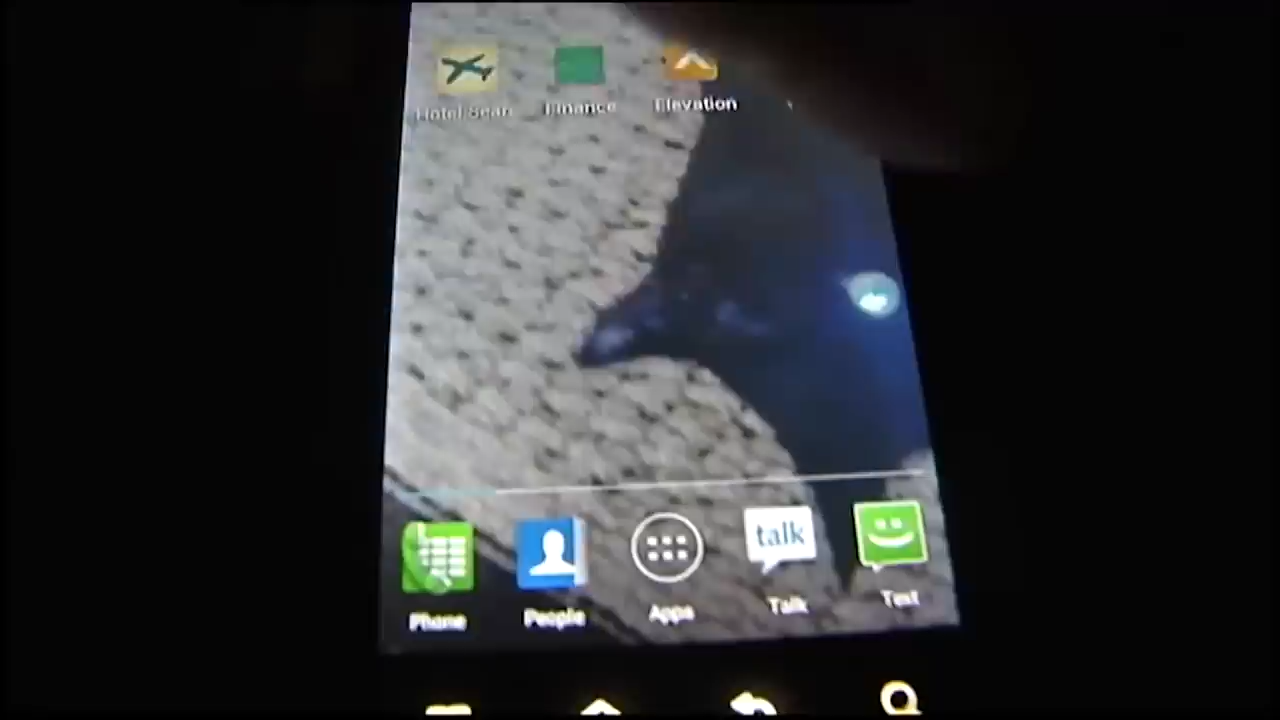 Hotel Sear
Finance
Elevation
talk
Phone
People
Apps
Talk
Text